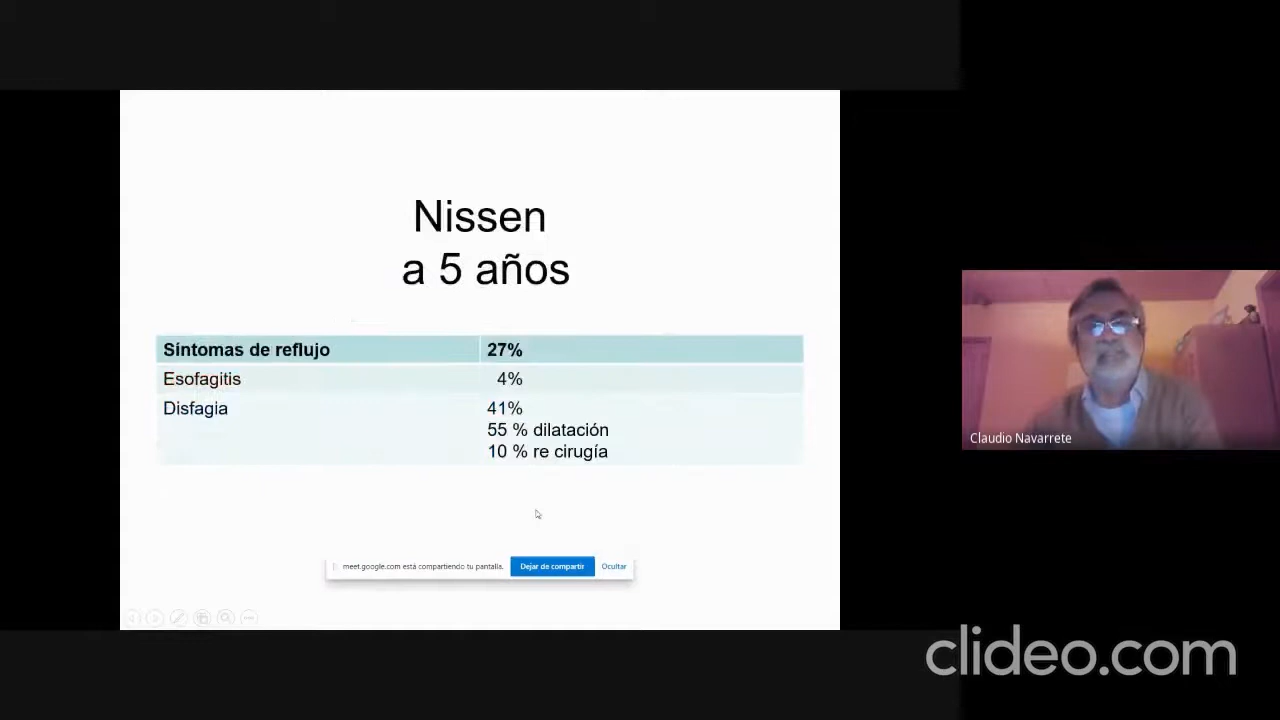 Nissen
a 5 años
Síntomas de reflujo 27%
Esofagitis 4%
Disfagia 41%
55 % dilatación
10 % re cirugía
meet.google.com está compartiendo tu pantalla. Dejar de compartir Ocultar
Claudio Navarrete
clideo.com